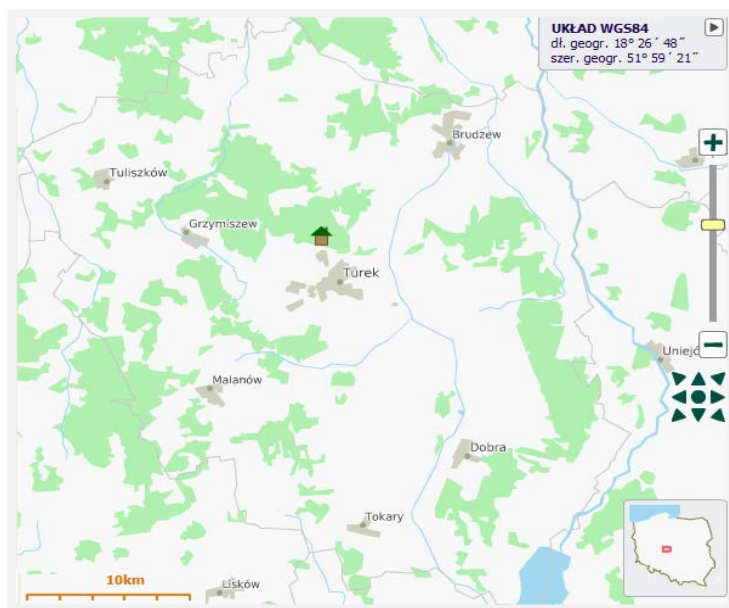 UKŁAD WGS84
dł. geogr. 18° 26 ´ 48 ˝
szer. geogr. 51° 59 ´ 21 ˝
Brudzew
Tuliszków
Grzymiszew
Turek
Malanów
Dobra
Tokary
Lisków
10km